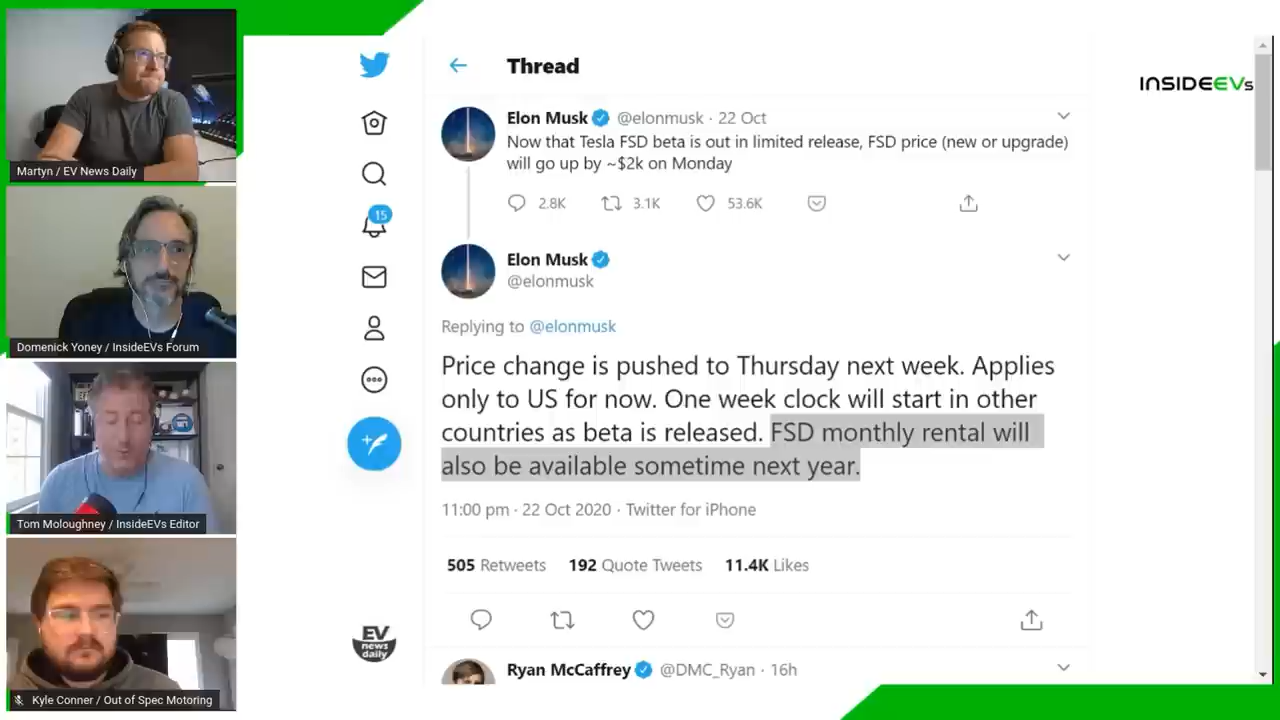 Martyn / EV News Daily
Domenick Yoney / InsideEVs Forum
Tom Moloughney / InsideEVs Editor
Kyle Conner / Out of Spec Motoring
15
EV
news
daily
Thread
INSIDEEVs
Elon Musk @elonmusk · 22 Oct
Now that Tesla FSD beta is out in limited release, FSD price (new or upgrade)
will go up by ~$2k on Monday
2.8K 3.1K 53.6K
Elon Musk
@elonmusk
Replying to @elonmusk
Price change is pushed to Thursday next week. Applies
only to US for now. One week clock will start in other
countries as beta is released. FSD monthly rental will
also be available sometime next year.
11:00 pm · 22 Oct 2020 · Twitter for iPhone
505 Retweets 192 Quote Tweets 11.4K Likes
Ryan McCaffrey @DMC_Ryan · 16h